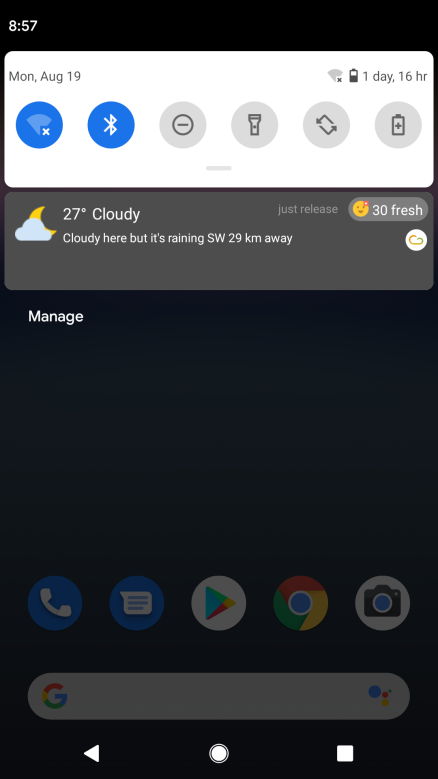 8:57
Mon, Aug 19
1 day, 16 hr
27° Cloudy
just release
30 fresh
Cloudy here but it's raining SW 29 km away
Manage